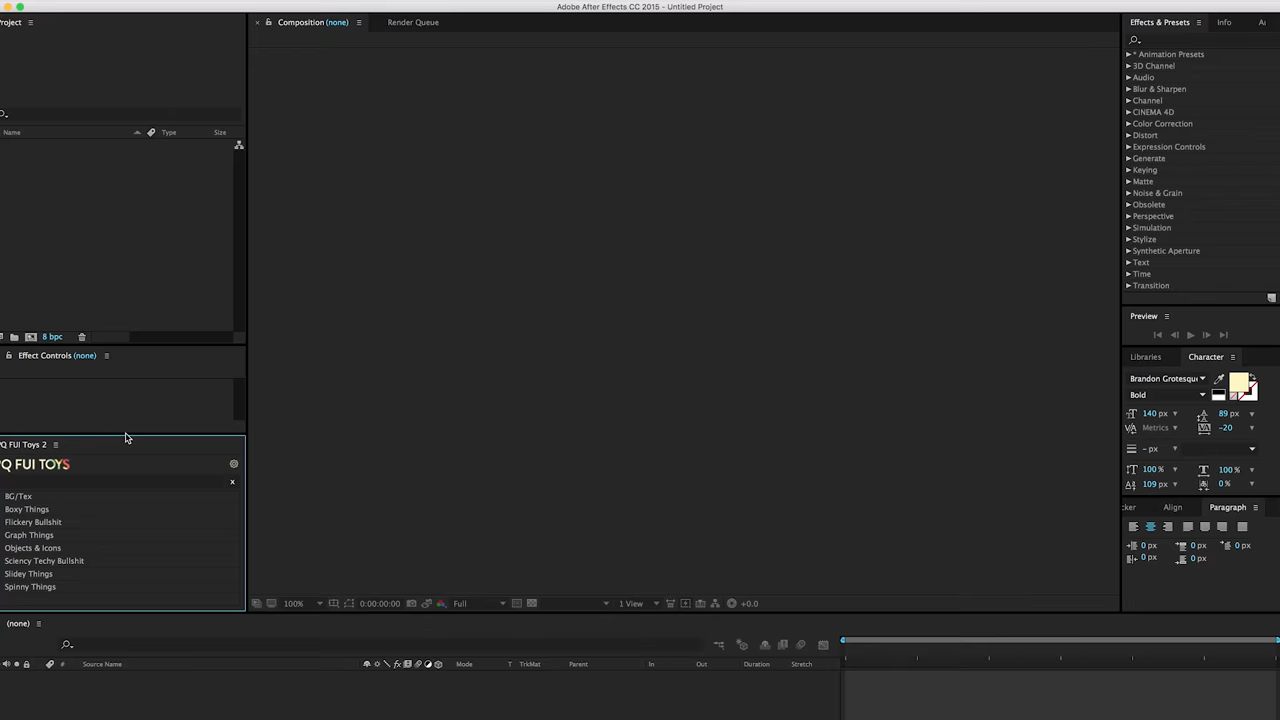 Adobe After Effects CC 2015 - Untitled Project
Project
Composition (none)
Render Queue
Effects & Presets
Info
Name
Type
Size
8 bpc
Effect Controls (none)
PQ FUI Toys 2
PQ FUI TOYS
x
BG/Tex
Boxy Things
Flickery Bullshit
Graph Things
Objects & Icons
Sciency Techy Bullshit
Slidey Things
Spinny Things
100%
0:00:00:00
Full
1 View
+0.0
* Animation Presets
3D Channel
Audio
Blur & Sharpen
Channel
CINEMA 4D
Color Correction
Distort
Expression Controls
Generate
Keying
Matte
Noise & Grain
Obsolete
Perspective
Simulation
Stylize
Synthetic Aperture
Text
Time
Transition
Preview
Libraries
Character
Brandon Grotesque
Bold
140 px
89 px
Metrics
-20
- px
100%
100%
109 px
0 %
cker
Align
Paragraph
0 px
0 px
0 px
0 px
0 px
(none)
#
Source Name
Mode
T
TrkMat
Parent
In
Out
Duration
Stretch